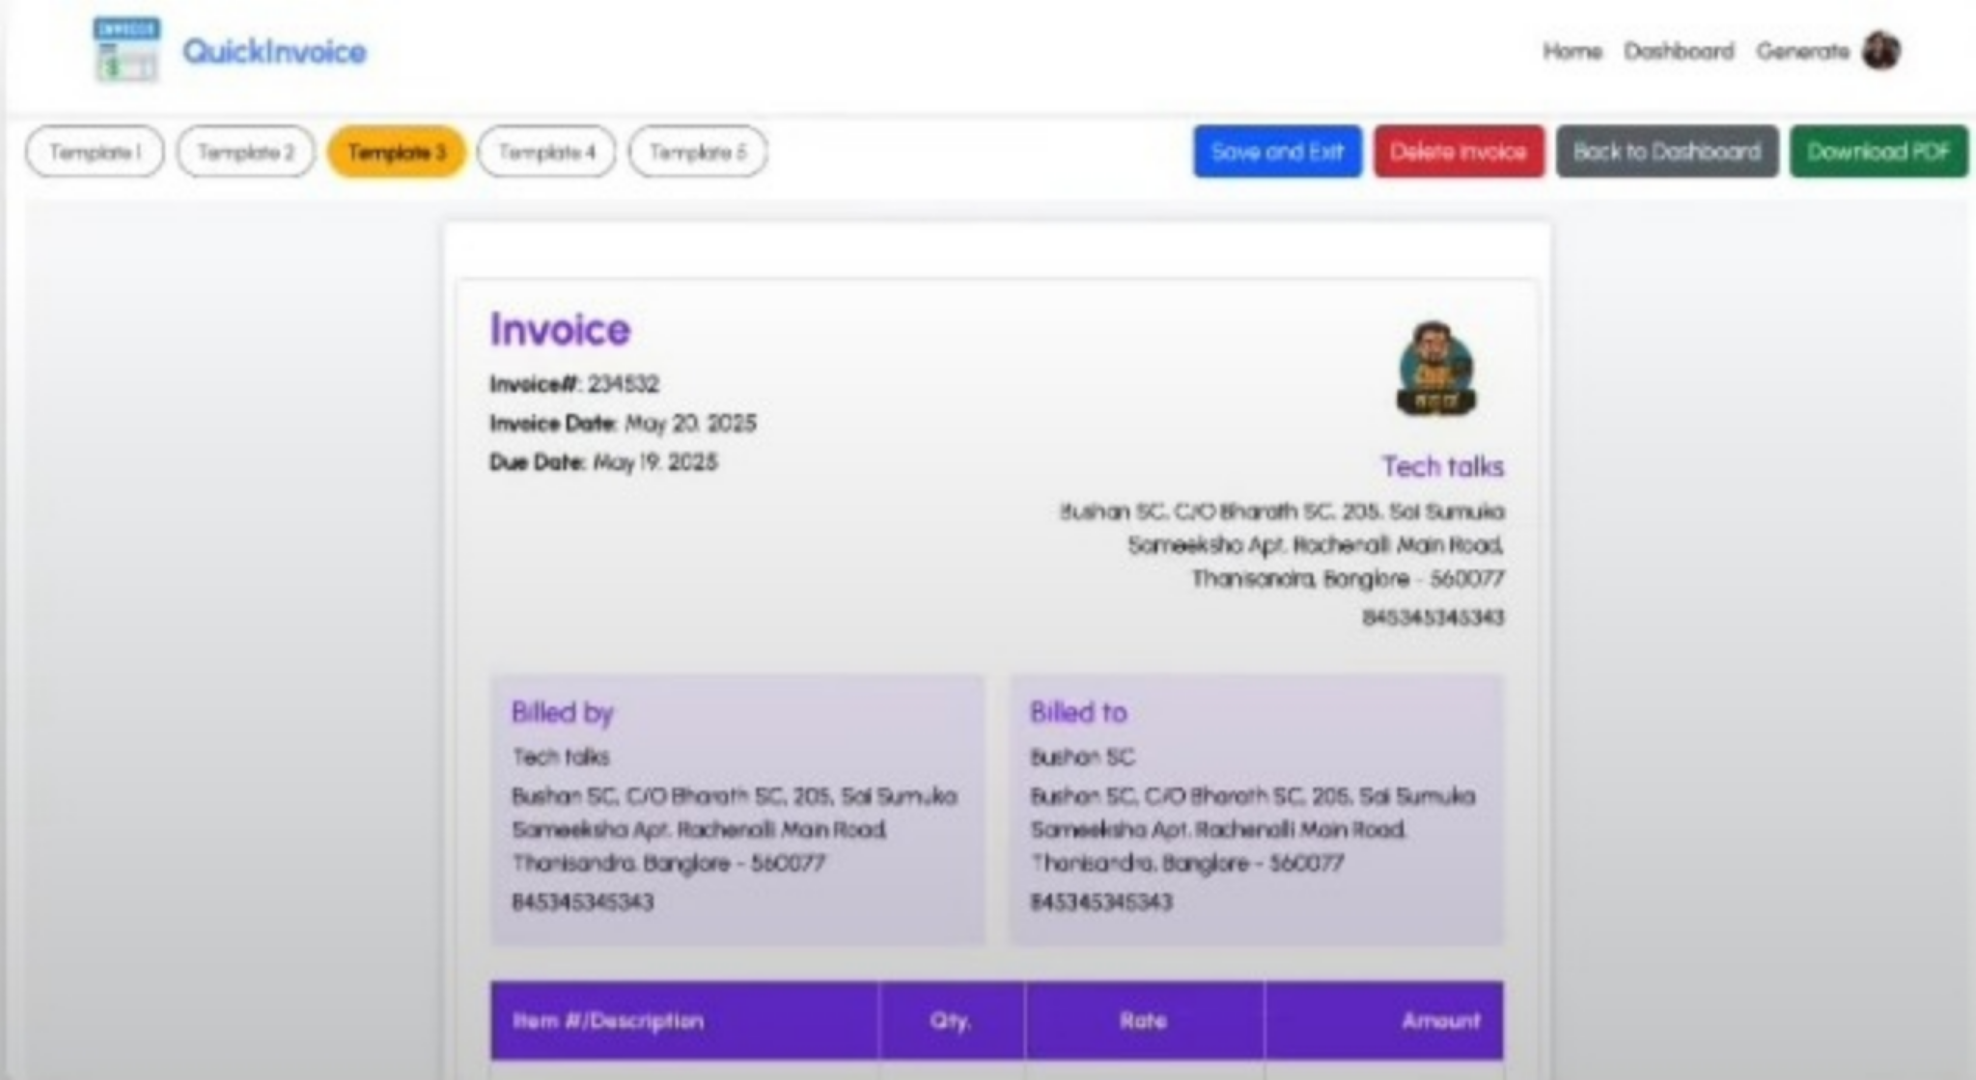 INVOICE
QuickInvoice
Home Dashboard Generate
Template 1 Template 2 Template 3 Template 4 Template 5
Save and Exit Delete Invoice Back to Dashboard Download PDF
Invoice
Invoice#: 234532
Invoice Date: May 20, 2025
Due Date: May 19, 2025
Tech talks
Bushan SC, C/O Bharath SC, 205, Sai Sumuka
Sameeksha Apt, Rachenalli Main Road,
Thanisandra, Banglore - 560077
845345345343
Billed by
Tech talks
Bushan SC, C/O Bharath SC, 205, Sai Sumuka
Sameeksha Apt, Rachenalli Main Road,
Thanisandra, Banglore - 560077
845345345343
Billed to
Bushan SC
Bushan SC, C/O Bharath SC, 205, Sai Sumuka
Sameeksha Apt, Rachenalli Main Road,
Thanisandra, Banglore - 560077
845345345343
Item #/Description Qty. Rate Amount